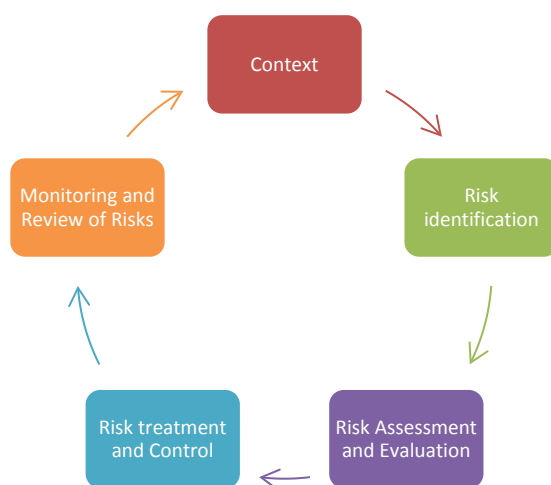 Context
Risk
identification
Risk Assessment
and Evaluation
Risk treatment
and Control
Monitoring and
Review of Risks